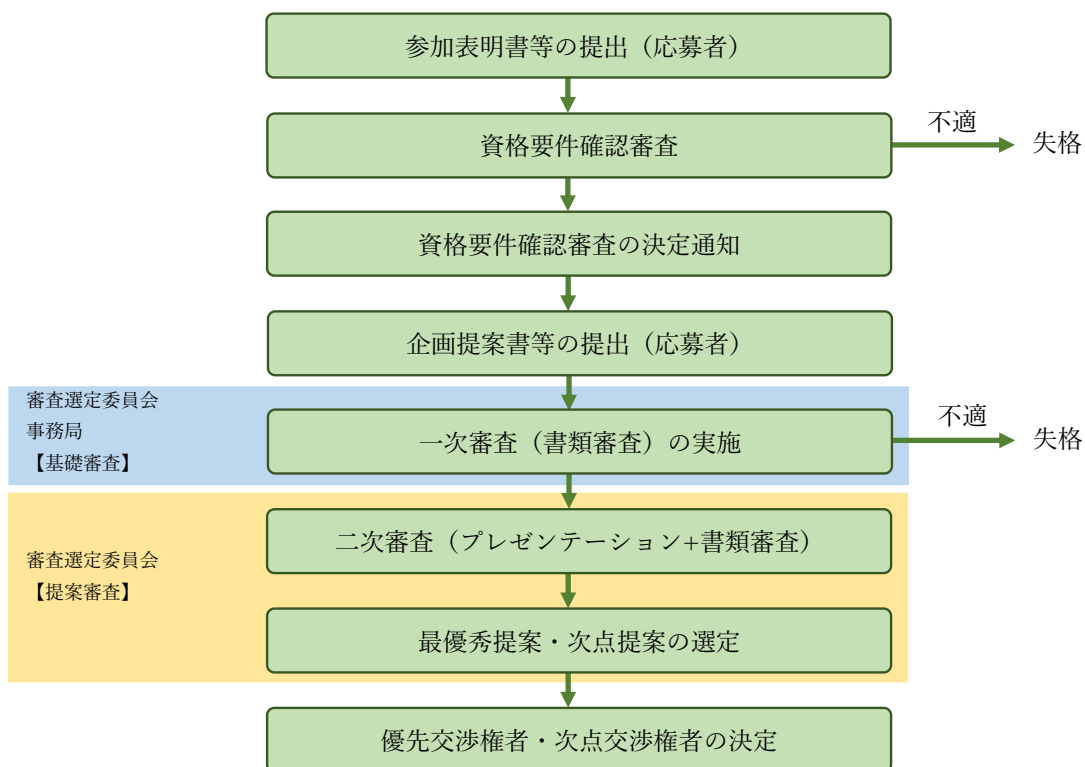 参加表明書等の提出（応募者）
資格要件確認審査
不適
失格
資格要件確認審査の決定通知
企画提案書等の提出（応募者）
審査選定委員会
事務局
【基礎審査】
一次審査（書類審査）の実施
不適
失格
審査選定委員会
【提案審査】
二次審査（プレゼンテーション+書類審査）
最優秀提案・次点提案の選定
優先交渉権者・次点交渉権者の決定